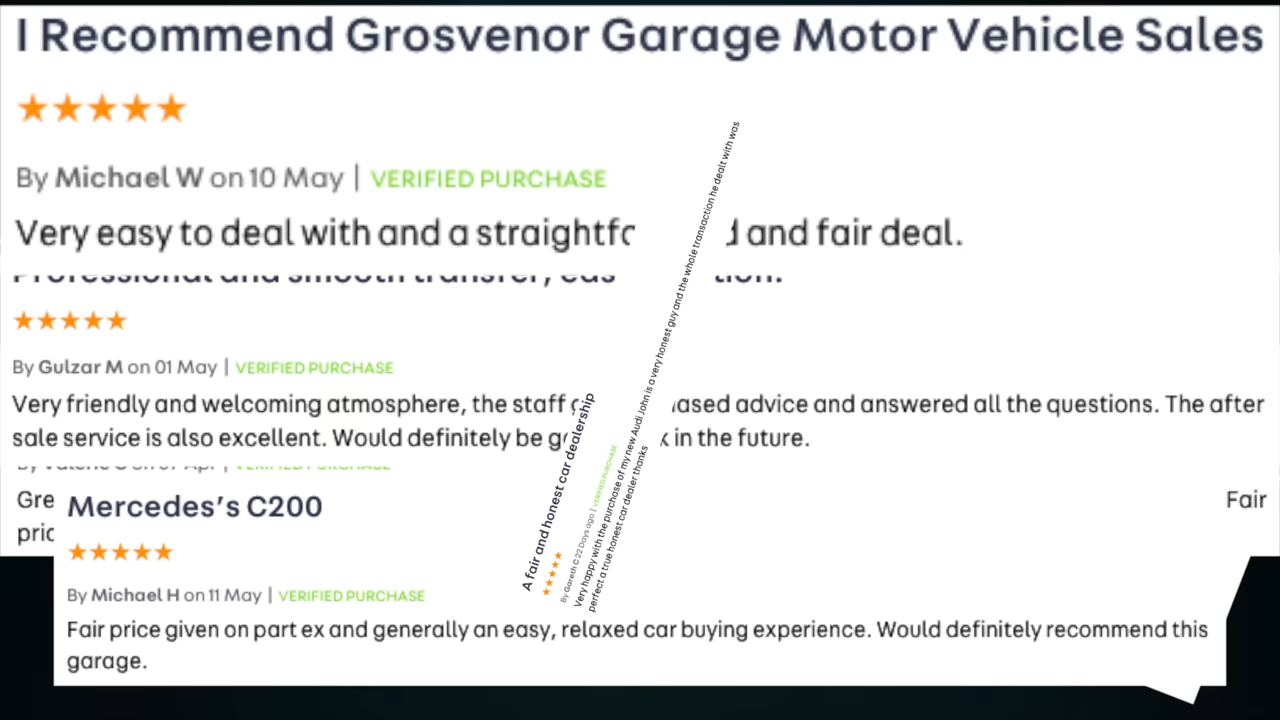 I Recommend Grosvenor Garage Motor Vehicle Sales
By Michael W on 10 May | VERIFIED PURCHASE
Very easy to deal with and a and fair deal.
Professional and smooth transfer,
By Gulzar M on 01 May | VERIFIED PURCHASE
Very friendly and welcoming atmosphere, the staff advice and answered all the questions. The after
sale service is also excellent. Would definitely be in the future.
VERIFIED PURCHASE
Fair
Mercedes's C200
By Michael H on 11 May | VERIFIED PURCHASE
Fair price given on part ex and generally an easy, relaxed car buying experience. Would definitely recommend this
garage.
A fair and honest car dealership
By Gareth C 22 Days ago | VERIFIED PURCHASE
Very happy with the purchase of my new Audi John is a very honest guy and the whole transaction he dealt with was
perfect a true honest car dealer thanks